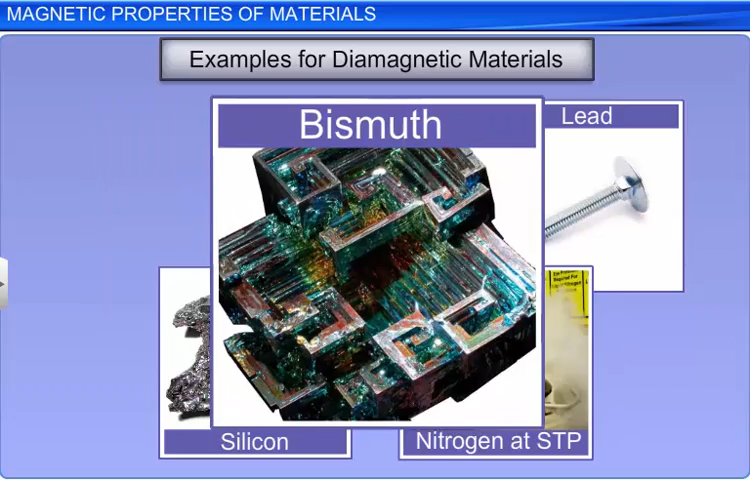 MAGNETIC PROPERTIES OF MATERIALS
Examples for Diamagnetic Materials
Bismuth
Lead
Silicon
Nitrogen at STP